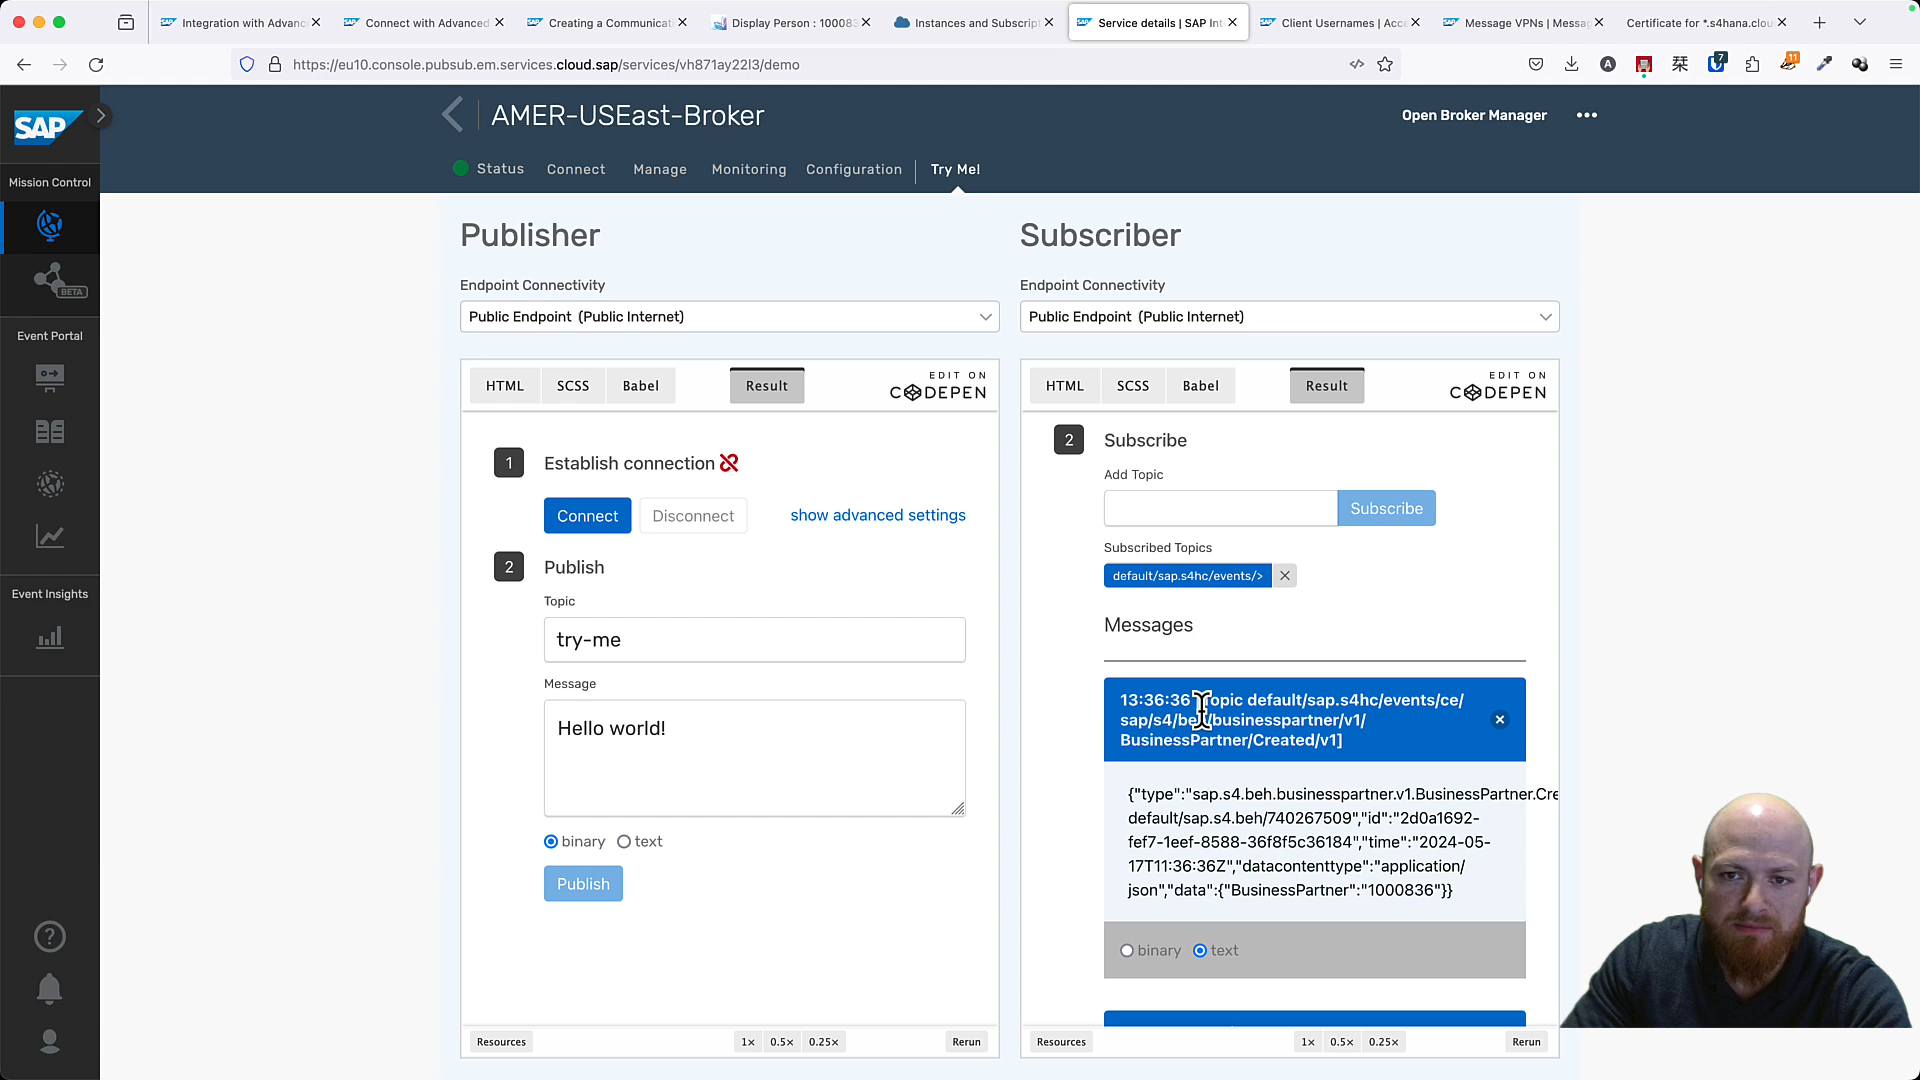 Integration with Advanc
Connect with Advanced
Creating a Communicati
Display Person : 10008
Instances and Subscript
Service details | SAP Int
Client Usernames | Acce
Message VPNs | Messag
Certificate for *.s4hana.clou
https://eu10.console.pubsub.em.services.cloud.sap/services/vh871ay22l3/demo
7
11
SAP
Mission Control
BETA
Event Portal
Event Insights
AMER-USEast-Broker
Open Broker Manager
Status
Connect
Manage
Monitoring
Configuration
Try Me!
Publisher
Endpoint Connectivity
Public Endpoint (Public Internet)
HTML
SCSS
Babel
Result
EDIT ON
CODEPEN
1
Establish connection
Connect
Disconnect
show advanced settings
2
Publish
Topic
try-me
Message
Hello world!
binary
text
Publish
Resources
1×
0.5×
0.25×
Rerun
Subscriber
Endpoint Connectivity
Public Endpoint (Public Internet)
HTML
SCSS
Babel
Result
EDIT ON
CODEPEN
2
Subscribe
Add Topic
Subscribe
Subscribed Topics
default/sap.s4hc/events/>
Messages
13:36:36 default/sap.s4hc/events/ce/
sap/s4/beh/businesspartner/v1/
BusinessPartner/Created/v1]
{"type":"sap.s4.beh.businesspartner.v1.BusinessPartner.Cre
default/sap.s4.beh/740267509","id":"2d0a1692-
fef7-1eef-8588-36f8f5c36184","time":"2024-05-
17T11:36:36Z","datacontenttype":"application/
json","data":{"BusinessPartner":"1000836"}}
binary
text
Resources
1×
0.5×
0.25×
Rerun